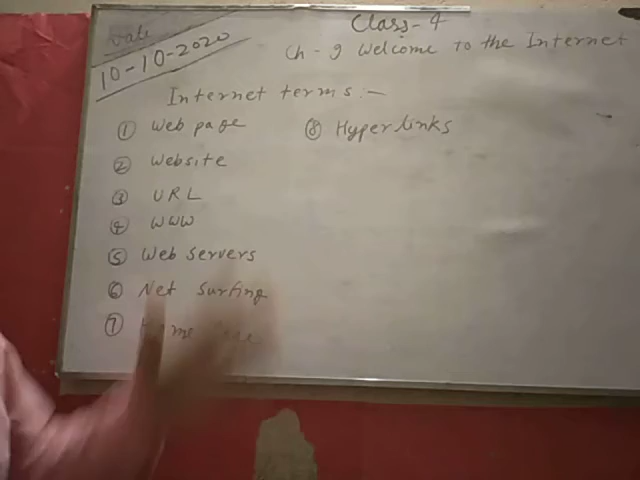 Date
10-10-2020
Class-4
Ch-9 Welcome to the Internet
Internet terms:-
① Web page
② Website
③ URL
④ WWW
⑤ Web servers
⑥ Net Surfing
⑦ Home
⑧ Hyperlinks